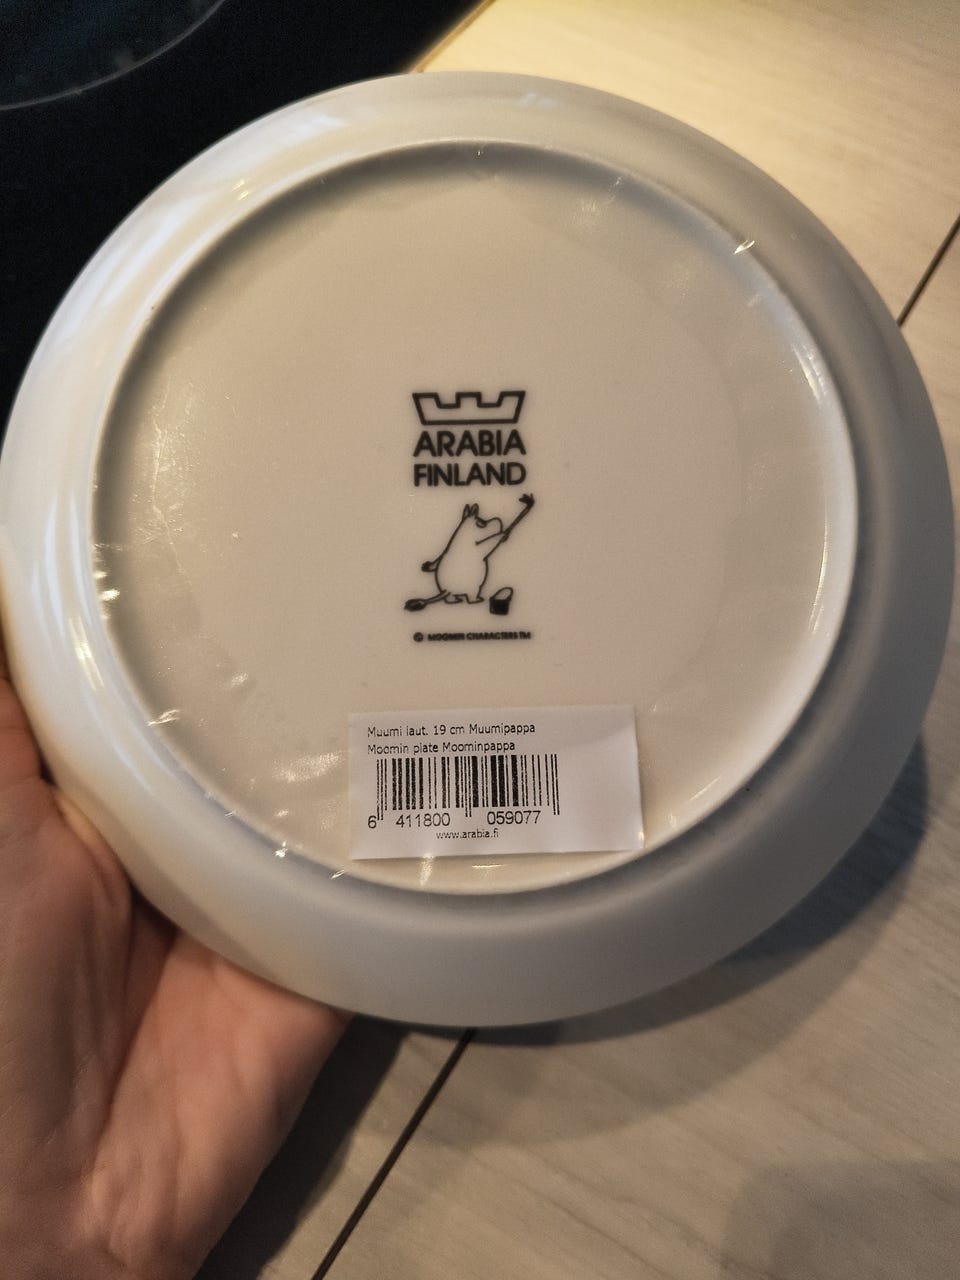 ARABIA
FINLAND
© MOOMIN CHARACTERS TM
Muumi laut. 19 cm Muumipappa
Moomin plate Moominpappa
6 411800 059077
www.arabia.fi